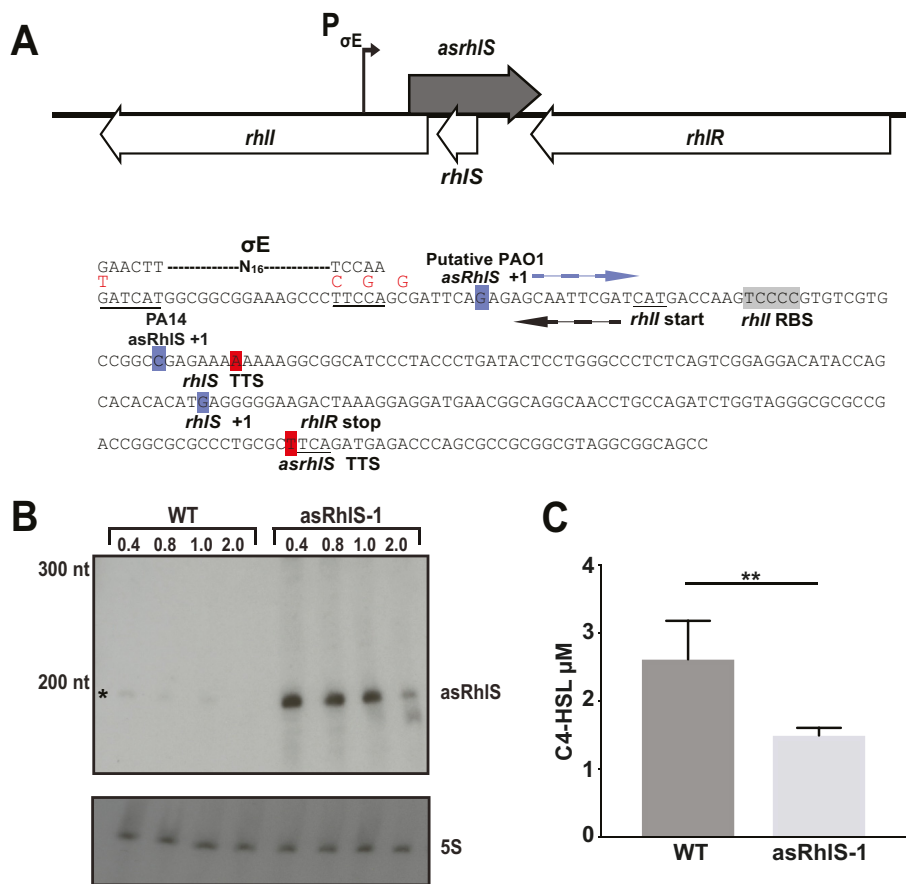 A
PσE
asrhlS
rhlI
rhlS
rhlR
σE
GAACTT -----------N16----------- TCCAA
T C G G
Putative PAO1
asRhlS +1
GATCATGGCGGCGGAAAGCCCTTCCAGCGATTCAGAGAGCAATTCGATCATGACCAAGTCCCCGTGTCGTG
PA14
asRhlS +1
rhlI start
rhlI RBS
CCGGCCGAGAAAAAAAAGGCGGCATCCCTACCCTGATACTCCTGGGCCCTCTCAGTCGGAGGACATACCAG
rhlS TTS
CACACACATGAGGGGGAAGACTAAAGGAGGATGAACGGCAGGCAACCTGCCAGATCTGGTAGGGCGCGCCG
rhlS +1
rhlR stop
ACCGGCGCGCCCTGCGCTTCAGATGAGACCCAGCGCCGCGGCGTAGGCGGCAGCC
asrhlS TTS
B
WT
asRhlS-1
0.4 0.8 1.0 2.0 0.4 0.8 1.0 2.0
300 nt
200 nt
*
asRhlS
5S
C
**
C4-HSL µM
4
3
2
1
0
WT
asRhlS-1